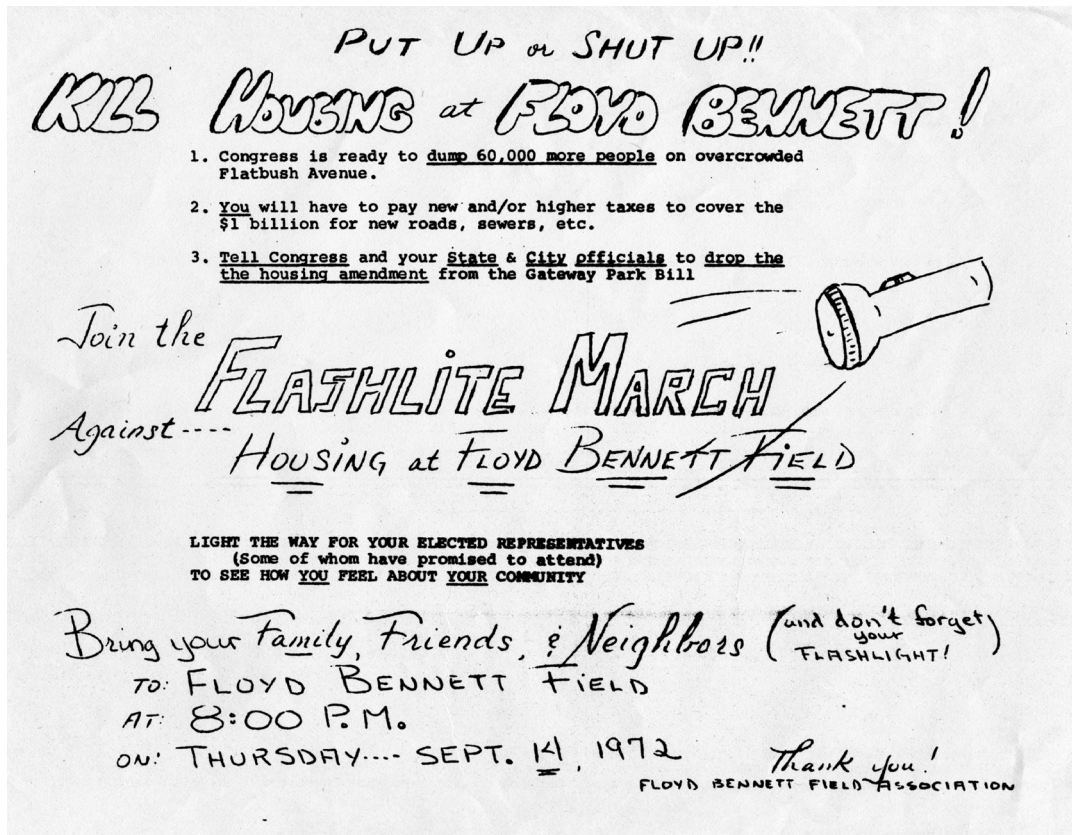 PUT UP or SHUT UP!!
KILL HOUSING at FLOYD BENNETT!
1. Congress is ready to dump 60,000 more people on overcrowded
Flatbush Avenue.
2. You will have to pay new and/or higher taxes to cover the
$1 billion for new roads, sewers, etc.
3. Tell Congress and your State & City officials to drop the
the housing amendment from the Gateway Park Bill
Join the
FLASHLITE MARCH
Against----
HOUSING at FLOYD BENNETT FIELD
LIGHT THE WAY FOR YOUR ELECTED REPRESENTATIVES
(Some of whom have promised to attend)
TO SEE HOW YOU FEEL ABOUT YOUR COMMUNITY
Bring your Family, Friends, & Neighbors (and don't forget your FLASHLIGHT!)
TO: FLOYD BENNETT FIELD
AT: 8:00 P.M.
ON: THURSDAY---- SEPT. 14, 1972
Thank you!
FLOYD BENNETT FIELD ASSOCIATION